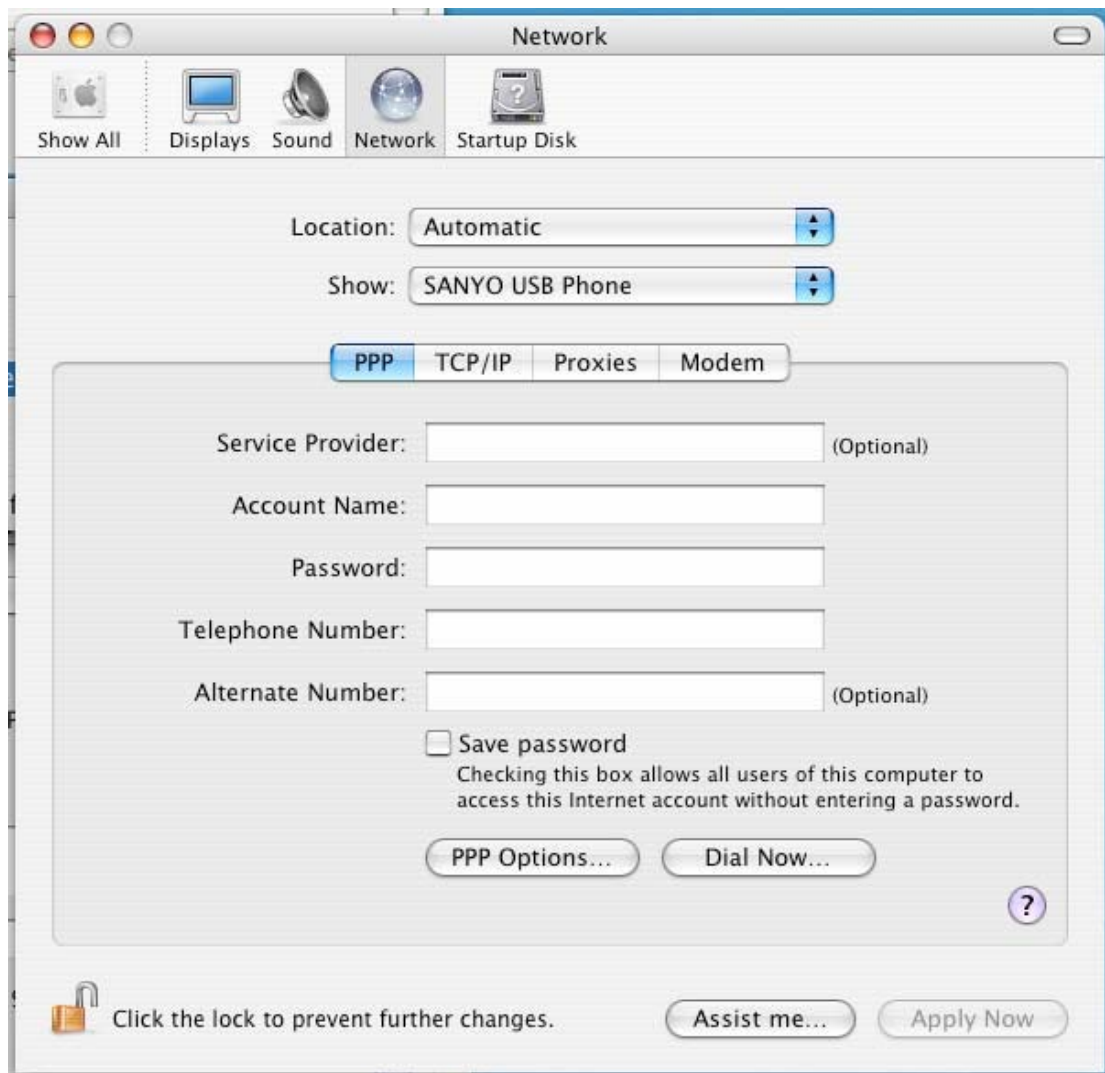 Network
Show All
Displays
Sound
Network
Startup Disk
Location: Automatic
Show: SANYO USB Phone
PPP
TCP/IP
Proxies
Modem
Service Provider: (Optional)
Account Name:
Password:
Telephone Number:
Alternate Number: (Optional)
Save password
Checking this box allows all users of this computer to
access this Internet account without entering a password.
PPP Options...
Dial Now...
?
Click the lock to prevent further changes.
Assist me...
Apply Now